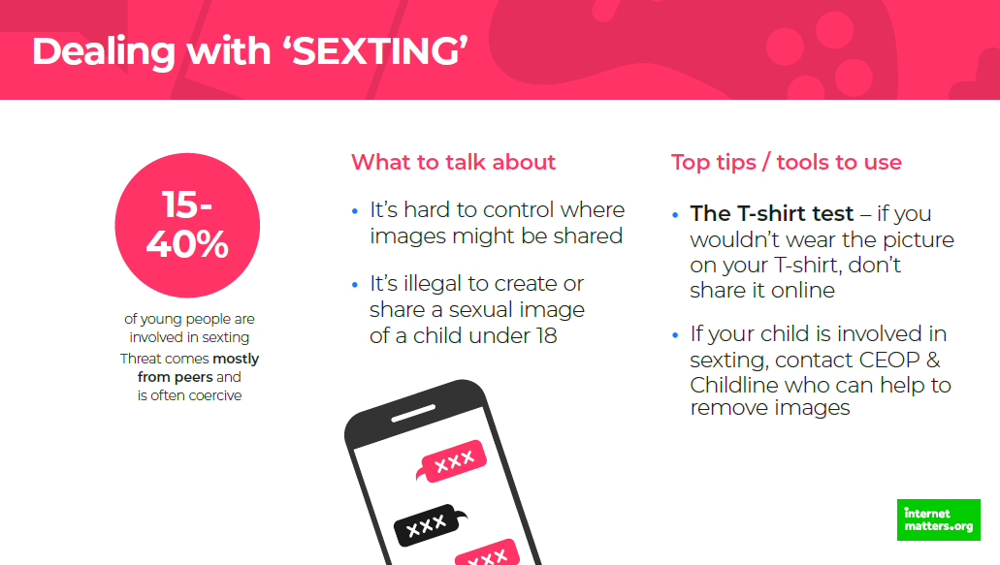 Dealing with ‘SEXTING’
15-
40%
of young people are
involved in sexting
Threat comes mostly
from peers and
is often coercive
What to talk about
• It’s hard to control where
images might be shared
• It’s illegal to create or
share a sexual image
of a child under 18
Top tips / tools to use
• The T-shirt test – if you
wouldn’t wear the picture
on your T-shirt, don’t
share it online
• If your child is involved in
sexting, contact CEOP &
Childline who can help to
remove images
xxx
xxx
xxx
internet
matters.org